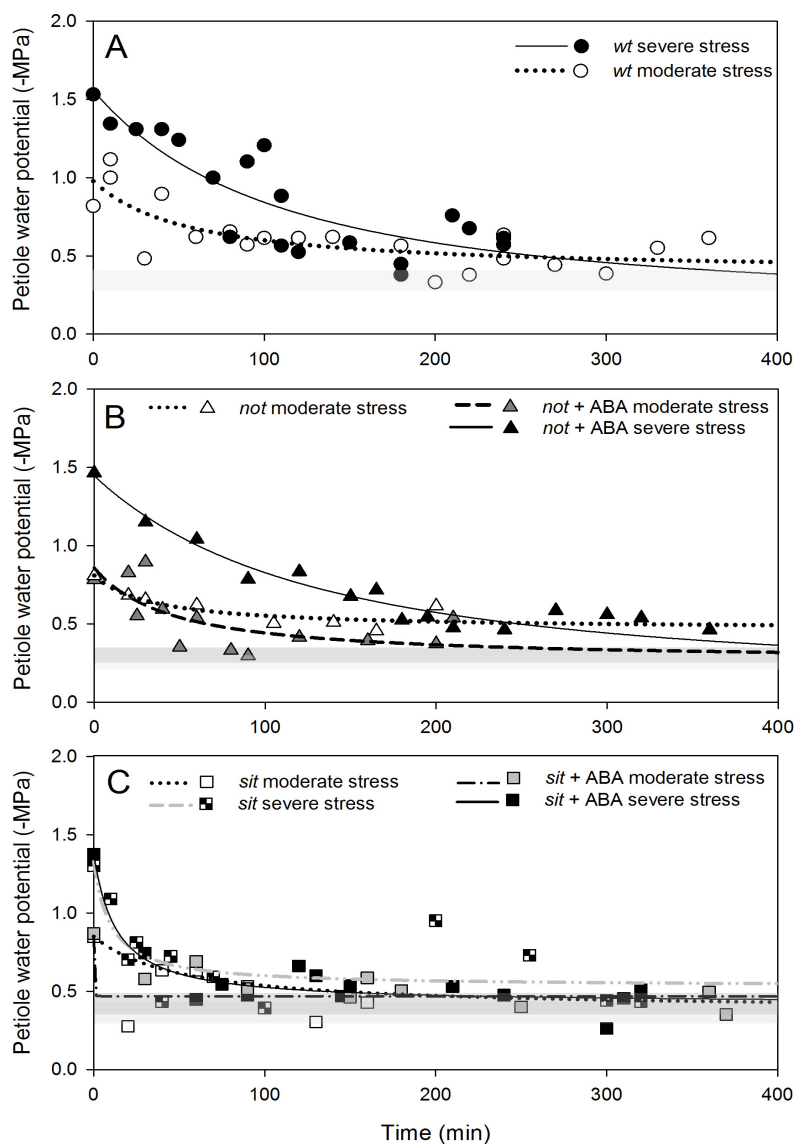 A
wt severe stress
wt moderate stress
Petiole water potential (-MPa)
2.0
1.5
1.0
0.5
0.0
0 100 200 300 400
B
not moderate stress
not + ABA moderate stress
not + ABA severe stress
Petiole water potential (-MPa)
2.0
1.5
1.0
0.5
0.0
0 100 200 300 400
C
sit moderate stress
sit severe stress
sit + ABA moderate stress
sit + ABA severe stress
Petiole water potential (-MPa)
2.0
1.5
1.0
0.5
0.0
0 100 200 300 400
Time (min)